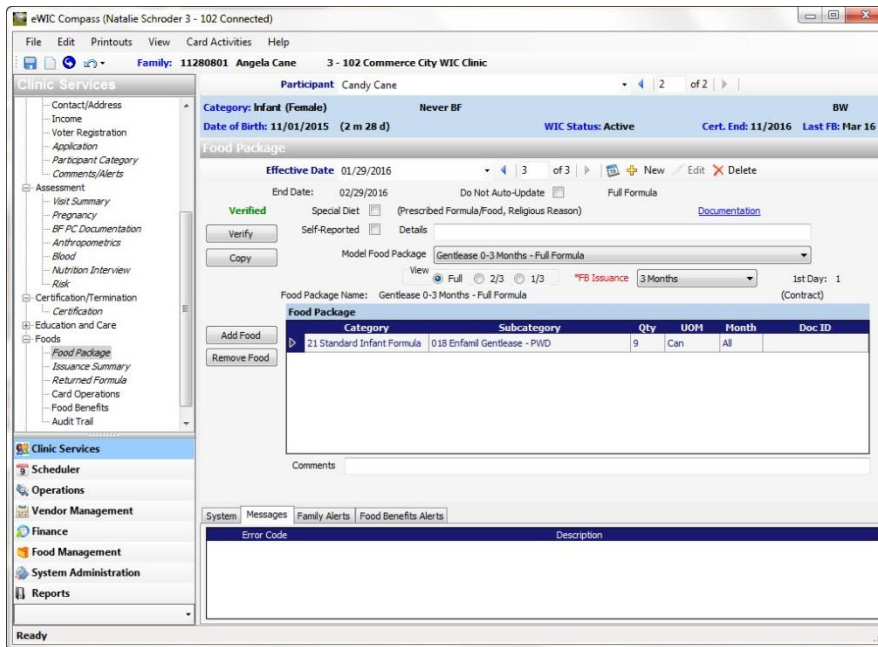 eWIC Compass (Natalie Schroder 3 - 102 Connected)
File Edit Printouts View Card Activities Help
Family: 11280801 Angela Cane 3 - 102 Commerce City WIC Clinic
Clinic Services
Contact/Address
Income
Voter Registration
Application
Participant Category
Comments/Alerts
Assessment
Visit Summary
Pregnancy
BF PC Documentation
Anthropometrics
Blood
Nutrition Interview
Risk
Certification/Termination
Certification
Education and Care
Foods
Food Package
Issuance Summary
Returned Formula
Card Operations
Food Benefits
Audit Trail
Clinic Services
9 Scheduler
Operations
Vendor Management
Finance
Food Management
System Administration
Reports
Participant Candy Cane 2 of 2
Category: Infant (Female) Never BF BW
Date of Birth: 11/01/2015 (2 m 28 d) WIC Status: Active Cert. End: 11/2016 Last FB: Mar 16
Food Package
Effective Date 01/29/2016 3 of 3 New Edit Delete
End Date: 02/29/2016 Do Not Auto-Update Full Formula
Verified Special Diet (Prescribed Formula/Food, Religious Reason) Documentation
Verify Self-Reported Details
Copy Model Food Package Gentlease 0-3 Months - Full Formula
View Full 2/3 1/3 *FB Issuance 3 Months 1st Day: 1
Food Package Name: Gentlease 0-3 Months - Full Formula (Contract)
Add Food
Remove Food
Food Package
Category Subcategory Qty UOM Month Doc ID
21 Standard Infant Formula 018 Enfamil Gentlease - PWD 9 Can All
Comments
System Messages Family Alerts Food Benefits Alerts
Error Code Description
Ready